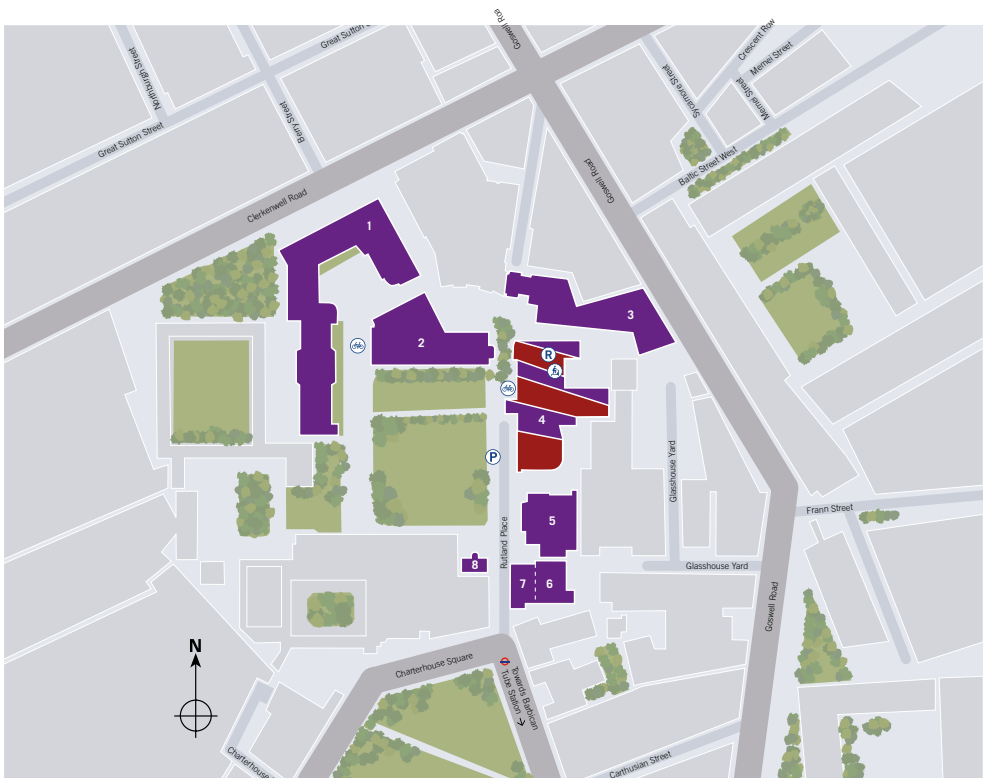 Goswell Roa
Crescent Row
Great Sutton S
Northburgh Street
Memel Street
Sycamore Street
Memel Street
Great Sutton Street
Berry Street
Baltic Street West
Goswell Road
Clerkenwell Road
1
3
2
R
4
P
Glasshouse Yard
Frann Street
5
Rutland Place
8
Glasshouse Yard
7
6
Goswell Road
N
Charterhouse Square
Towards Barbican
Tube Station →
Charterhouse
Carthusian Street